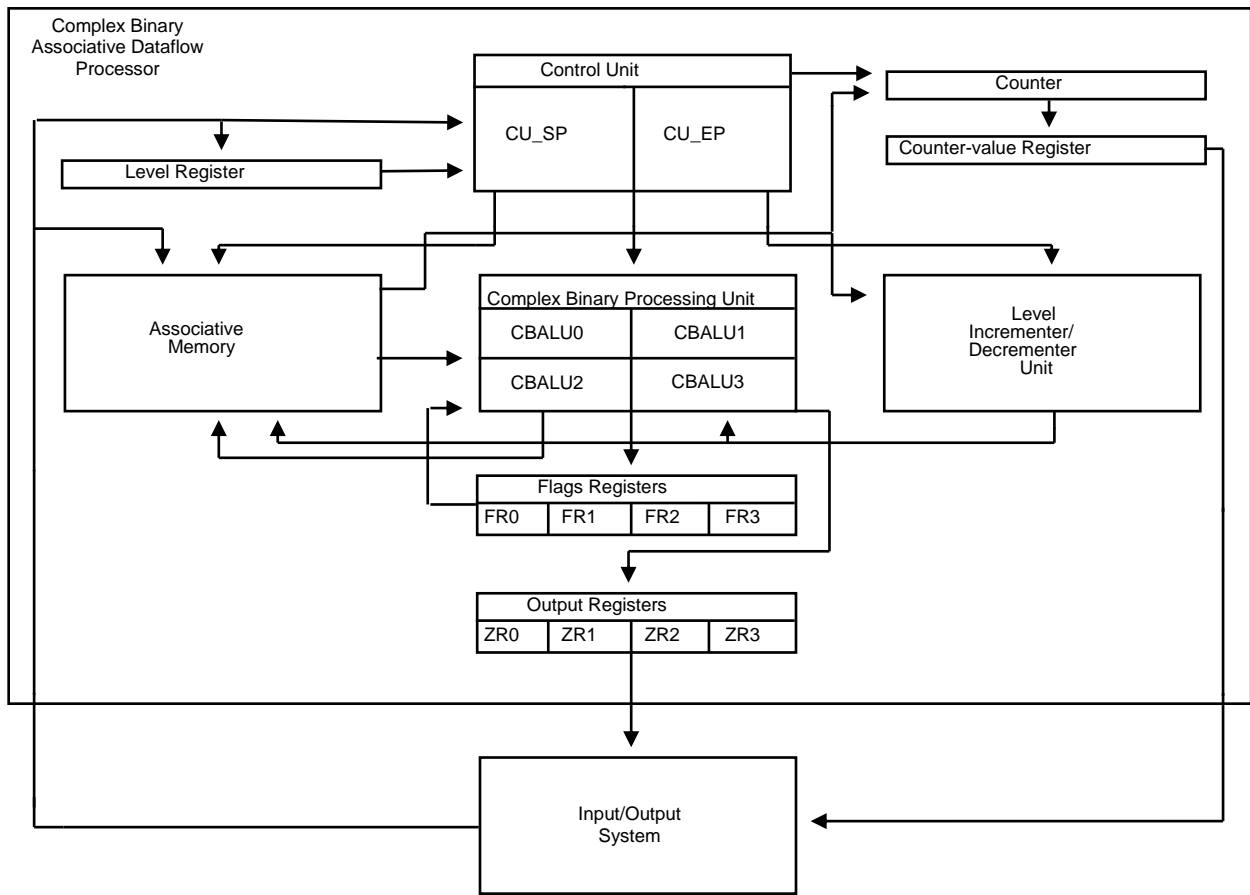 Complex Binary
Associative Dataflow
Processor
Control Unit
CU_SP
CU_EP
Counter
Counter-value Register
Level Register
Associative
Memory
Complex Binary Processing Unit
CBALU0
CBALU1
CBALU2
CBALU3
Level
Incrementer/
Decrementer
Unit
Flags Registers
FR0
FR1
FR2
FR3
Output Registers
ZR0
ZR1
ZR2
ZR3
Input/Output
System